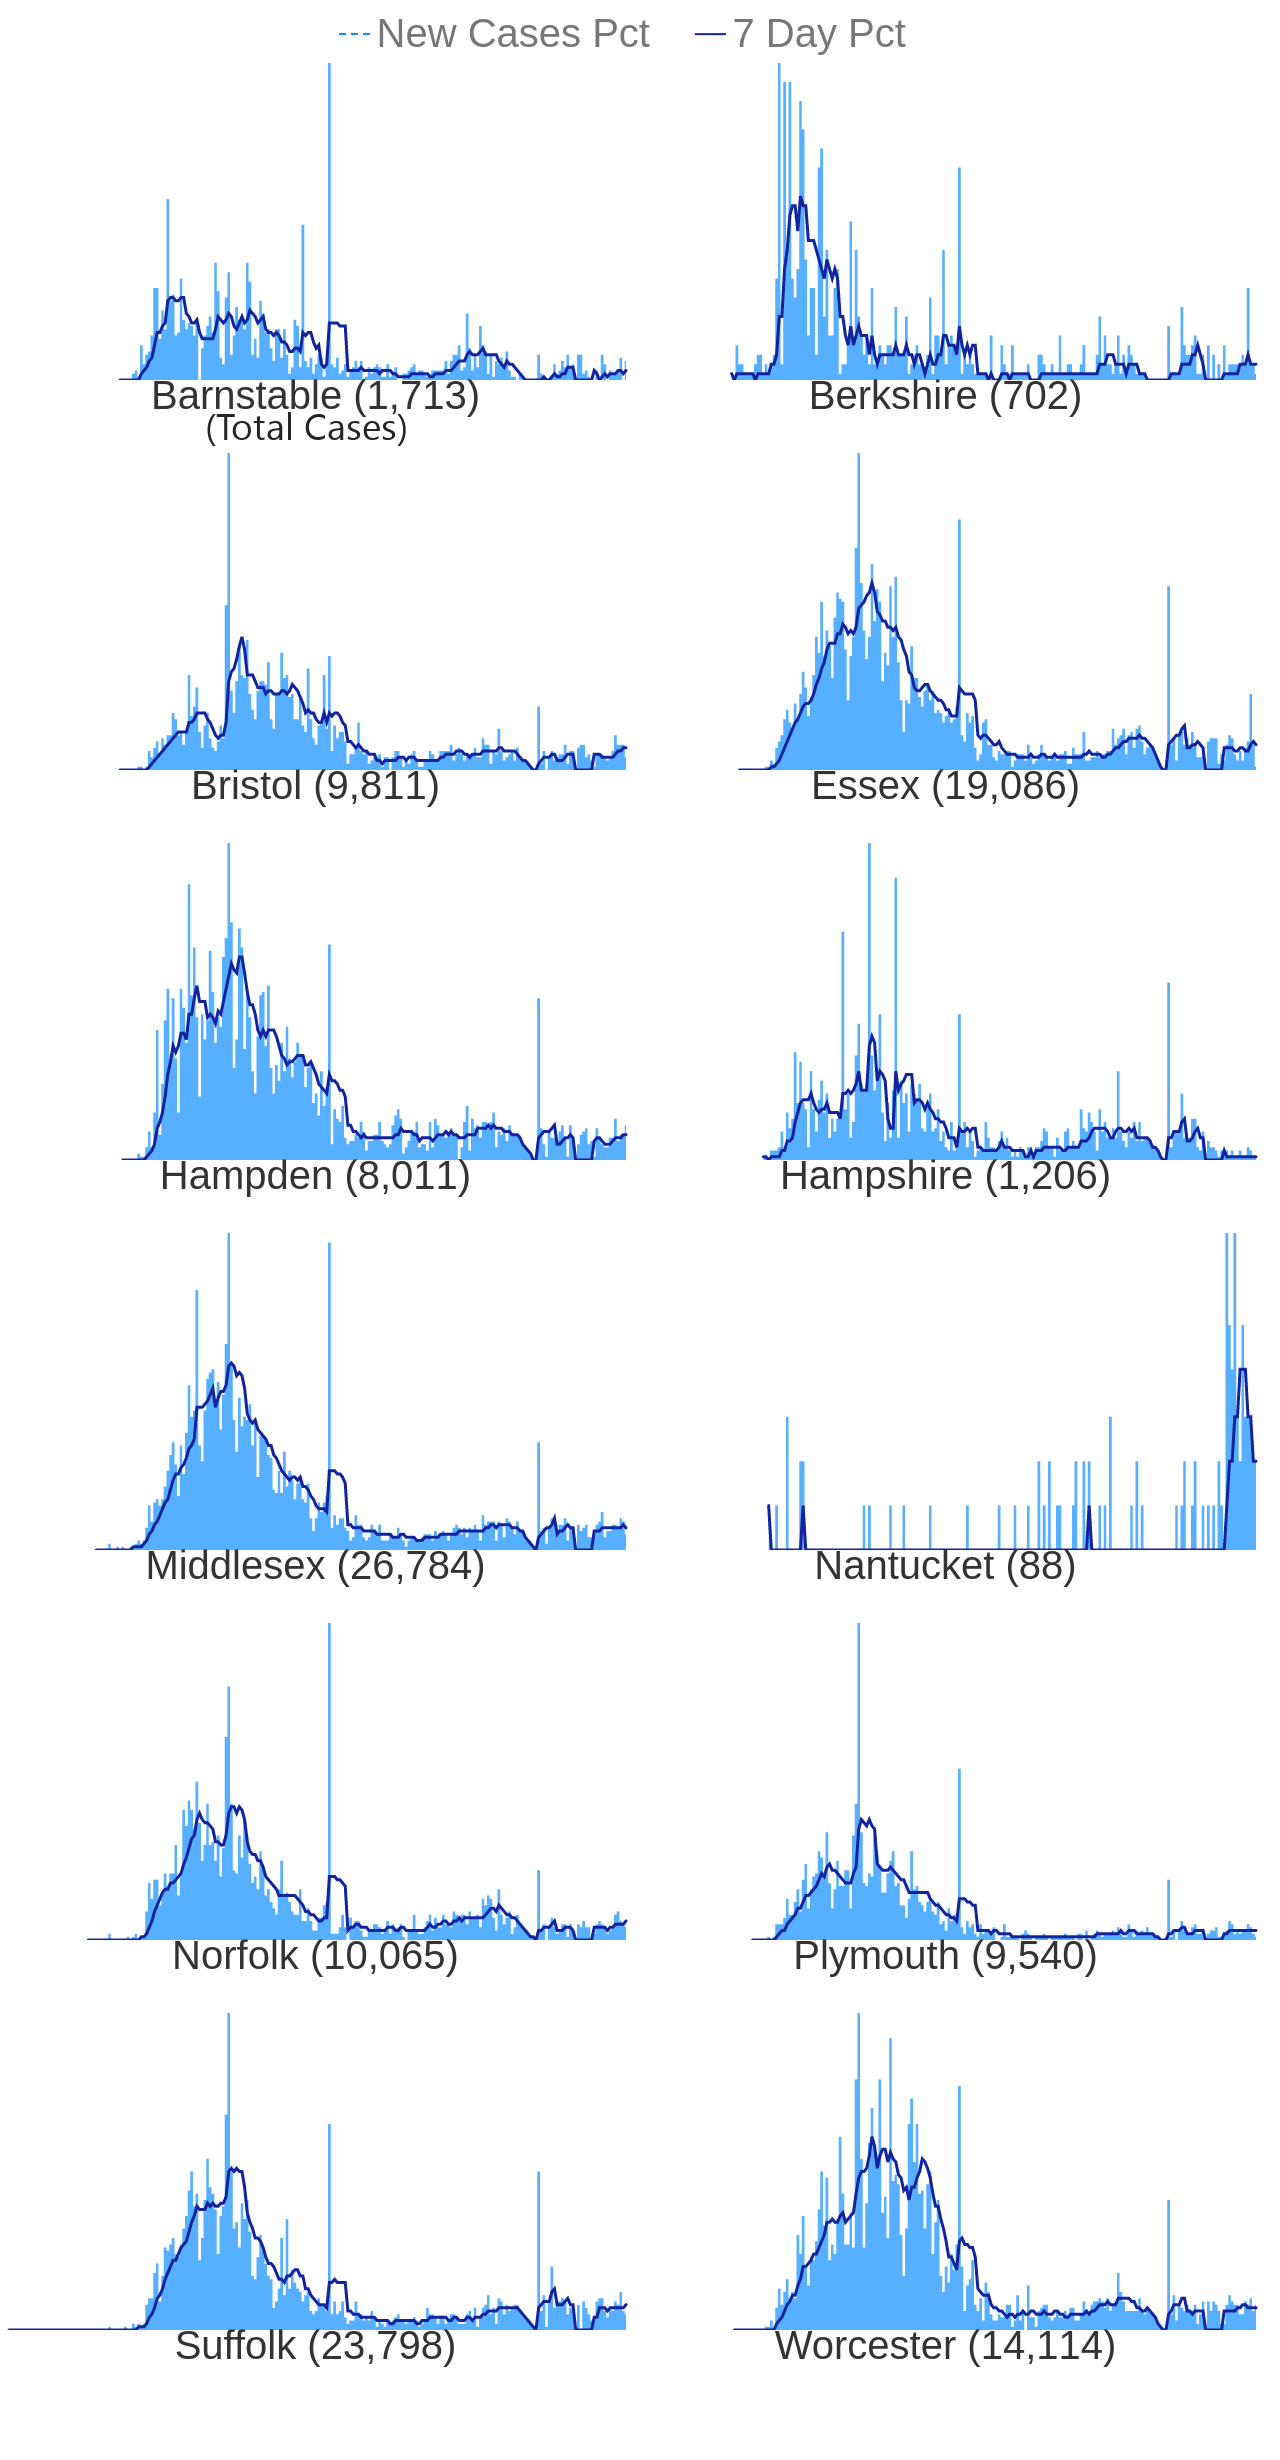 New Cases Pct 7 Day Pct
Barnstable (1,713) Berkshire (702)
(Total Cases)
Bristol (9,811) Essex (19,086)
Hampden (8,011) Hampshire (1,206)
Middlesex (26,784) Nantucket (88)
Norfolk (10,065) Plymouth (9,540)
Suffolk (23,798) Worcester (14,114)